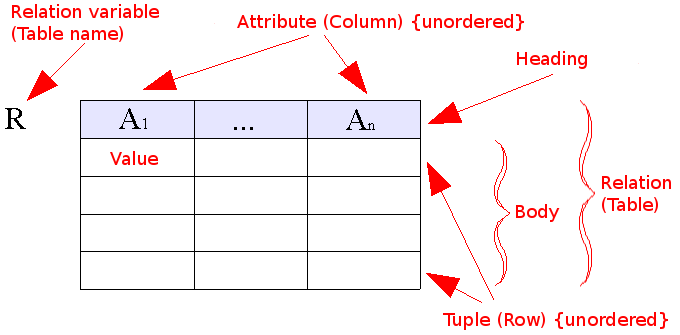 Relation variable
(Table name)
Attribute (Column) {unordered}
Heading
R
A1
...
An
Value
Relation
(Table)
Body
Tuple (Row) {unordered}